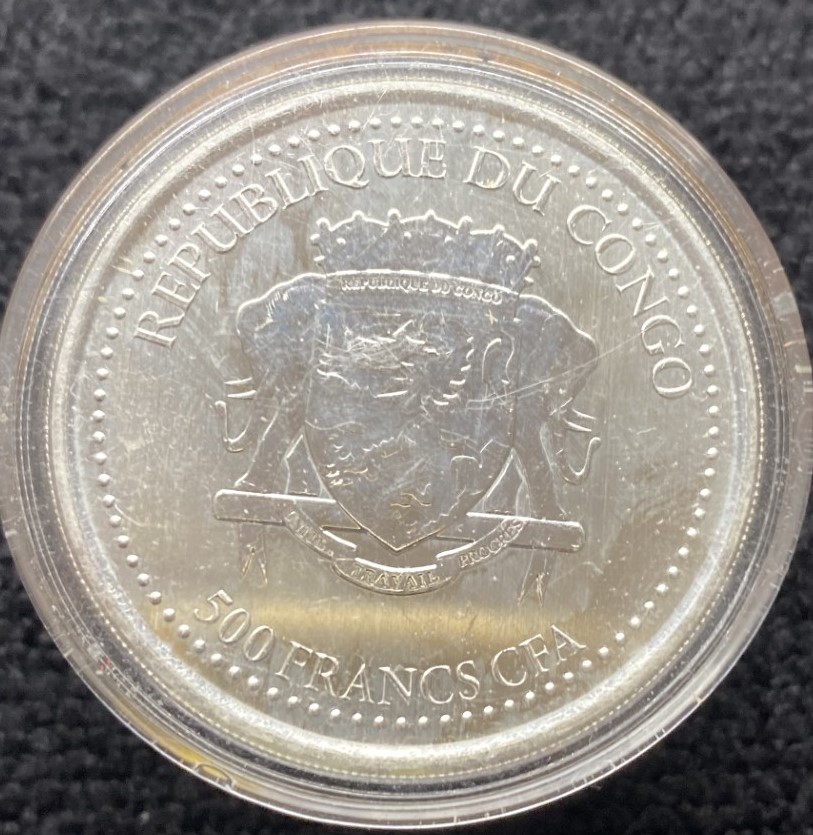 REPUBLIQUE DU CONGO
REPUBLIQUE DU CONGO
TRAVAIL PROGRES
500 FRANCS CFA